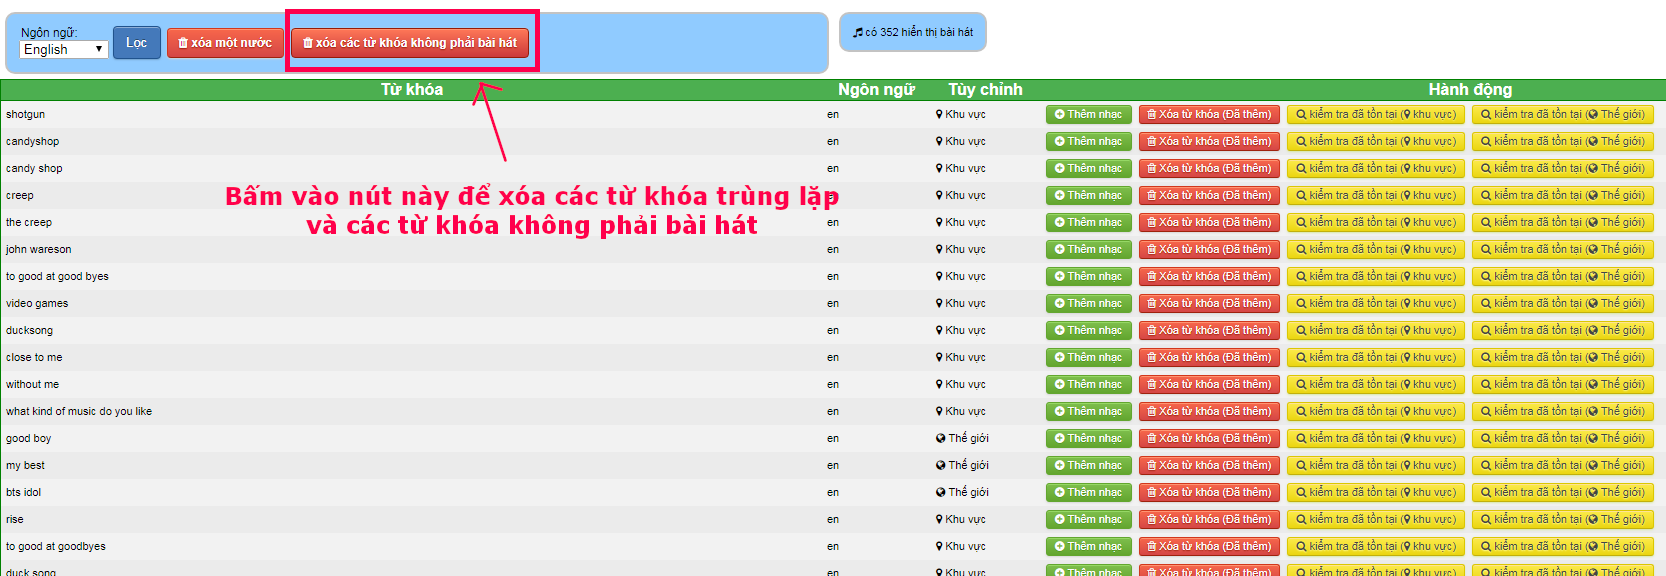 Ngôn ngữ:
English
Lọc
xóa một nước
xóa các từ khóa không phải bài hát
có 352 hiển thị bài hát
Từ khóa Ngôn ngữ Tùy chỉnh Hành động
shotgun en Khu vực Thêm nhạc Xóa từ khóa (Đã thêm) kiểm tra đã tồn tại (khu vực) kiểm tra đã tồn tại (Thế giới)
candyshop en Khu vực Thêm nhạc Xóa từ khóa (Đã thêm) kiểm tra đã tồn tại (khu vực) kiểm tra đã tồn tại (Thế giới)
candy shop en Khu vực Thêm nhạc Xóa từ khóa (Đã thêm) kiểm tra đã tồn tại (khu vực) kiểm tra đã tồn tại (Thế giới)
creep en Khu vực Thêm nhạc Xóa từ khóa (Đã thêm) kiểm tra đã tồn tại (khu vực) kiểm tra đã tồn tại (Thế giới)
Bấm vào nút này để xóa các từ khóa trùng lặp
the creep en Khu vực Thêm nhạc Xóa từ khóa (Đã thêm) kiểm tra đã tồn tại (khu vực) kiểm tra đã tồn tại (Thế giới)
và các từ khóa không phải bài hát
john wareson en Khu vực Thêm nhạc Xóa từ khóa (Đã thêm) kiểm tra đã tồn tại (khu vực) kiểm tra đã tồn tại (Thế giới)
to good at good byes en Khu vực Thêm nhạc Xóa từ khóa (Đã thêm) kiểm tra đã tồn tại (khu vực) kiểm tra đã tồn tại (Thế giới)
video games en Khu vực Thêm nhạc Xóa từ khóa (Đã thêm) kiểm tra đã tồn tại (khu vực) kiểm tra đã tồn tại (Thế giới)
ducksong en Khu vực Thêm nhạc Xóa từ khóa (Đã thêm) kiểm tra đã tồn tại (khu vực) kiểm tra đã tồn tại (Thế giới)
close to me en Khu vực Thêm nhạc Xóa từ khóa (Đã thêm) kiểm tra đã tồn tại (khu vực) kiểm tra đã tồn tại (Thế giới)
without me en Khu vực Thêm nhạc Xóa từ khóa (Đã thêm) kiểm tra đã tồn tại (khu vực) kiểm tra đã tồn tại (Thế giới)
what kind of music do you like en Khu vực Thêm nhạc Xóa từ khóa (Đã thêm) kiểm tra đã tồn tại (khu vực) kiểm tra đã tồn tại (Thế giới)
good boy en Thế giới Thêm nhạc Xóa từ khóa (Đã thêm) kiểm tra đã tồn tại (khu vực) kiểm tra đã tồn tại (Thế giới)
my best en Thế giới Thêm nhạc Xóa từ khóa (Đã thêm) kiểm tra đã tồn tại (khu vực) kiểm tra đã tồn tại (Thế giới)
bts idol en Thế giới Thêm nhạc Xóa từ khóa (Đã thêm) kiểm tra đã tồn tại (khu vực) kiểm tra đã tồn tại (Thế giới)
rise en Khu vực Thêm nhạc Xóa từ khóa (Đã thêm) kiểm tra đã tồn tại (khu vực) kiểm tra đã tồn tại (Thế giới)
to good at goodbyes en Khu vực Thêm nhạc Xóa từ khóa (Đã thêm) kiểm tra đã tồn tại (khu vực) kiểm tra đã tồn tại (Thế giới)
duck song en Khu vực Thêm nhạc Xóa từ khóa (Đã thêm) kiểm tra đã tồn tại (khu vực) kiểm tra đã tồn tại (Thế giới)